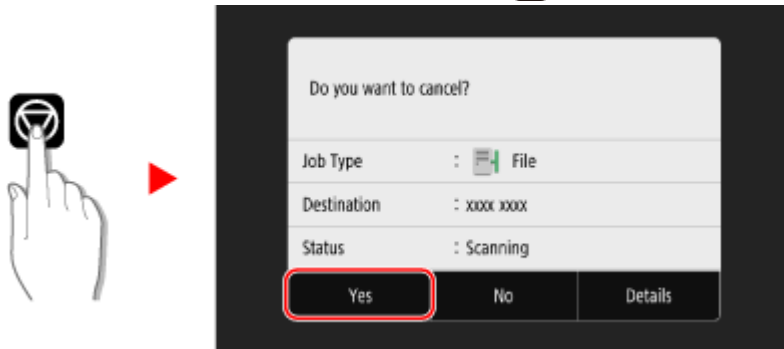 Do you want to cancel?
Job Type : File
Destination : xxxx xxxx
Status : Scanning
Yes No Details